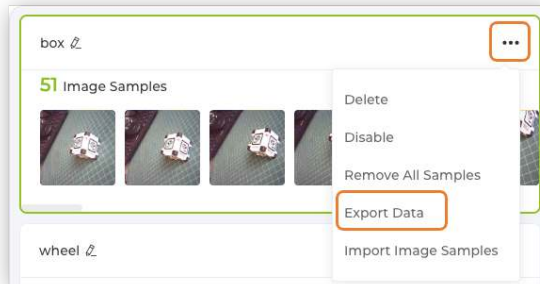 box
51 Image Samples
Delete
Disable
Remove All Samples
Export Data
Import Image Samples
wheel